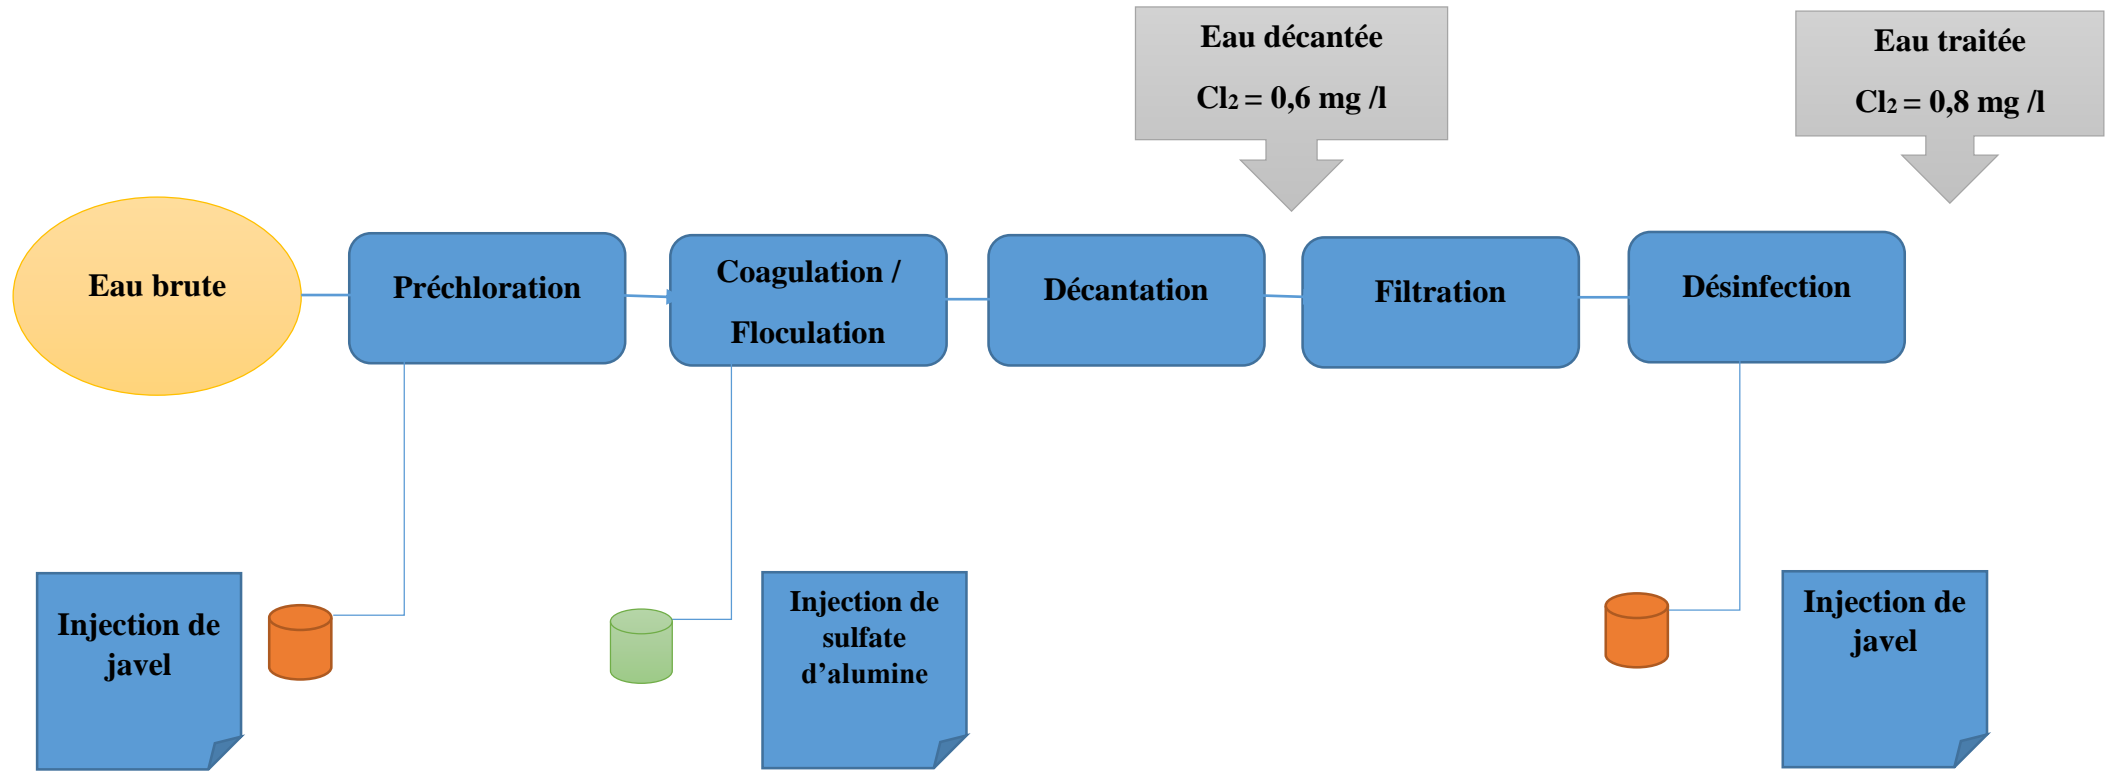 Eau décantée
Cl₂ = 0,6 mg /l
Eau traitée
Cl₂ = 0,8 mg /l
Eau brute
Préchloration
Coagulation /
Floculation
Décantation
Filtration
Désinfection
Injection de
javel
Injection de
sulfate
d’alumine
Injection de
javel